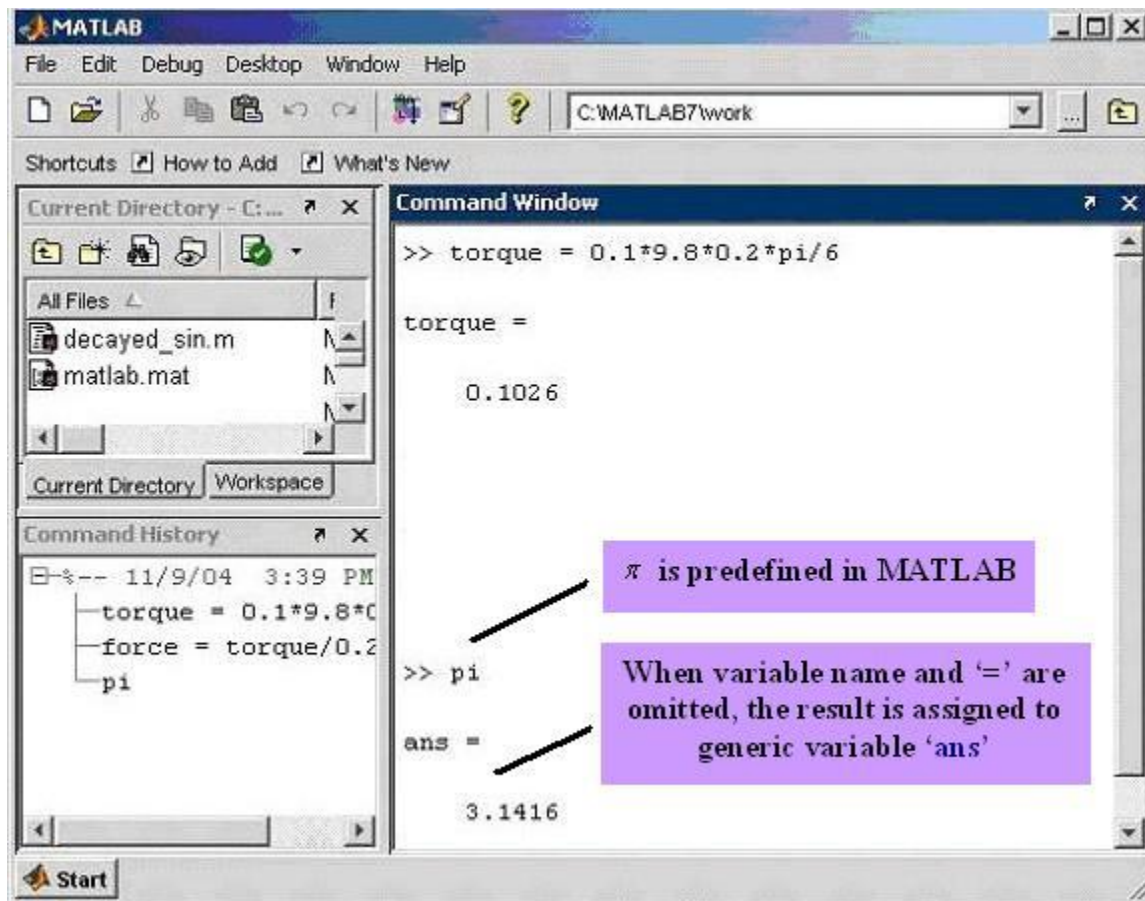 MATLAB
File Edit Debug Desktop Window Help
C:\MATLAB7\work
...
Shortcuts How to Add What's New
Current Directory - C:...
All Files
decayed_sin.m
matlab.mat
Current Directory Workspace
Command History
%-- 11/9/04 3:39 PM
torque = 0.1*9.8*0
force = torque/0.2
pi
Command Window
>> torque = 0.1*9.8*0.2*pi/6
torque =
0.1026
π is predefined in MATLAB
>> pi
When variable name and ‘=’ are
omitted, the result is assigned to
generic variable ‘ans’
ans =
3.1416
Start